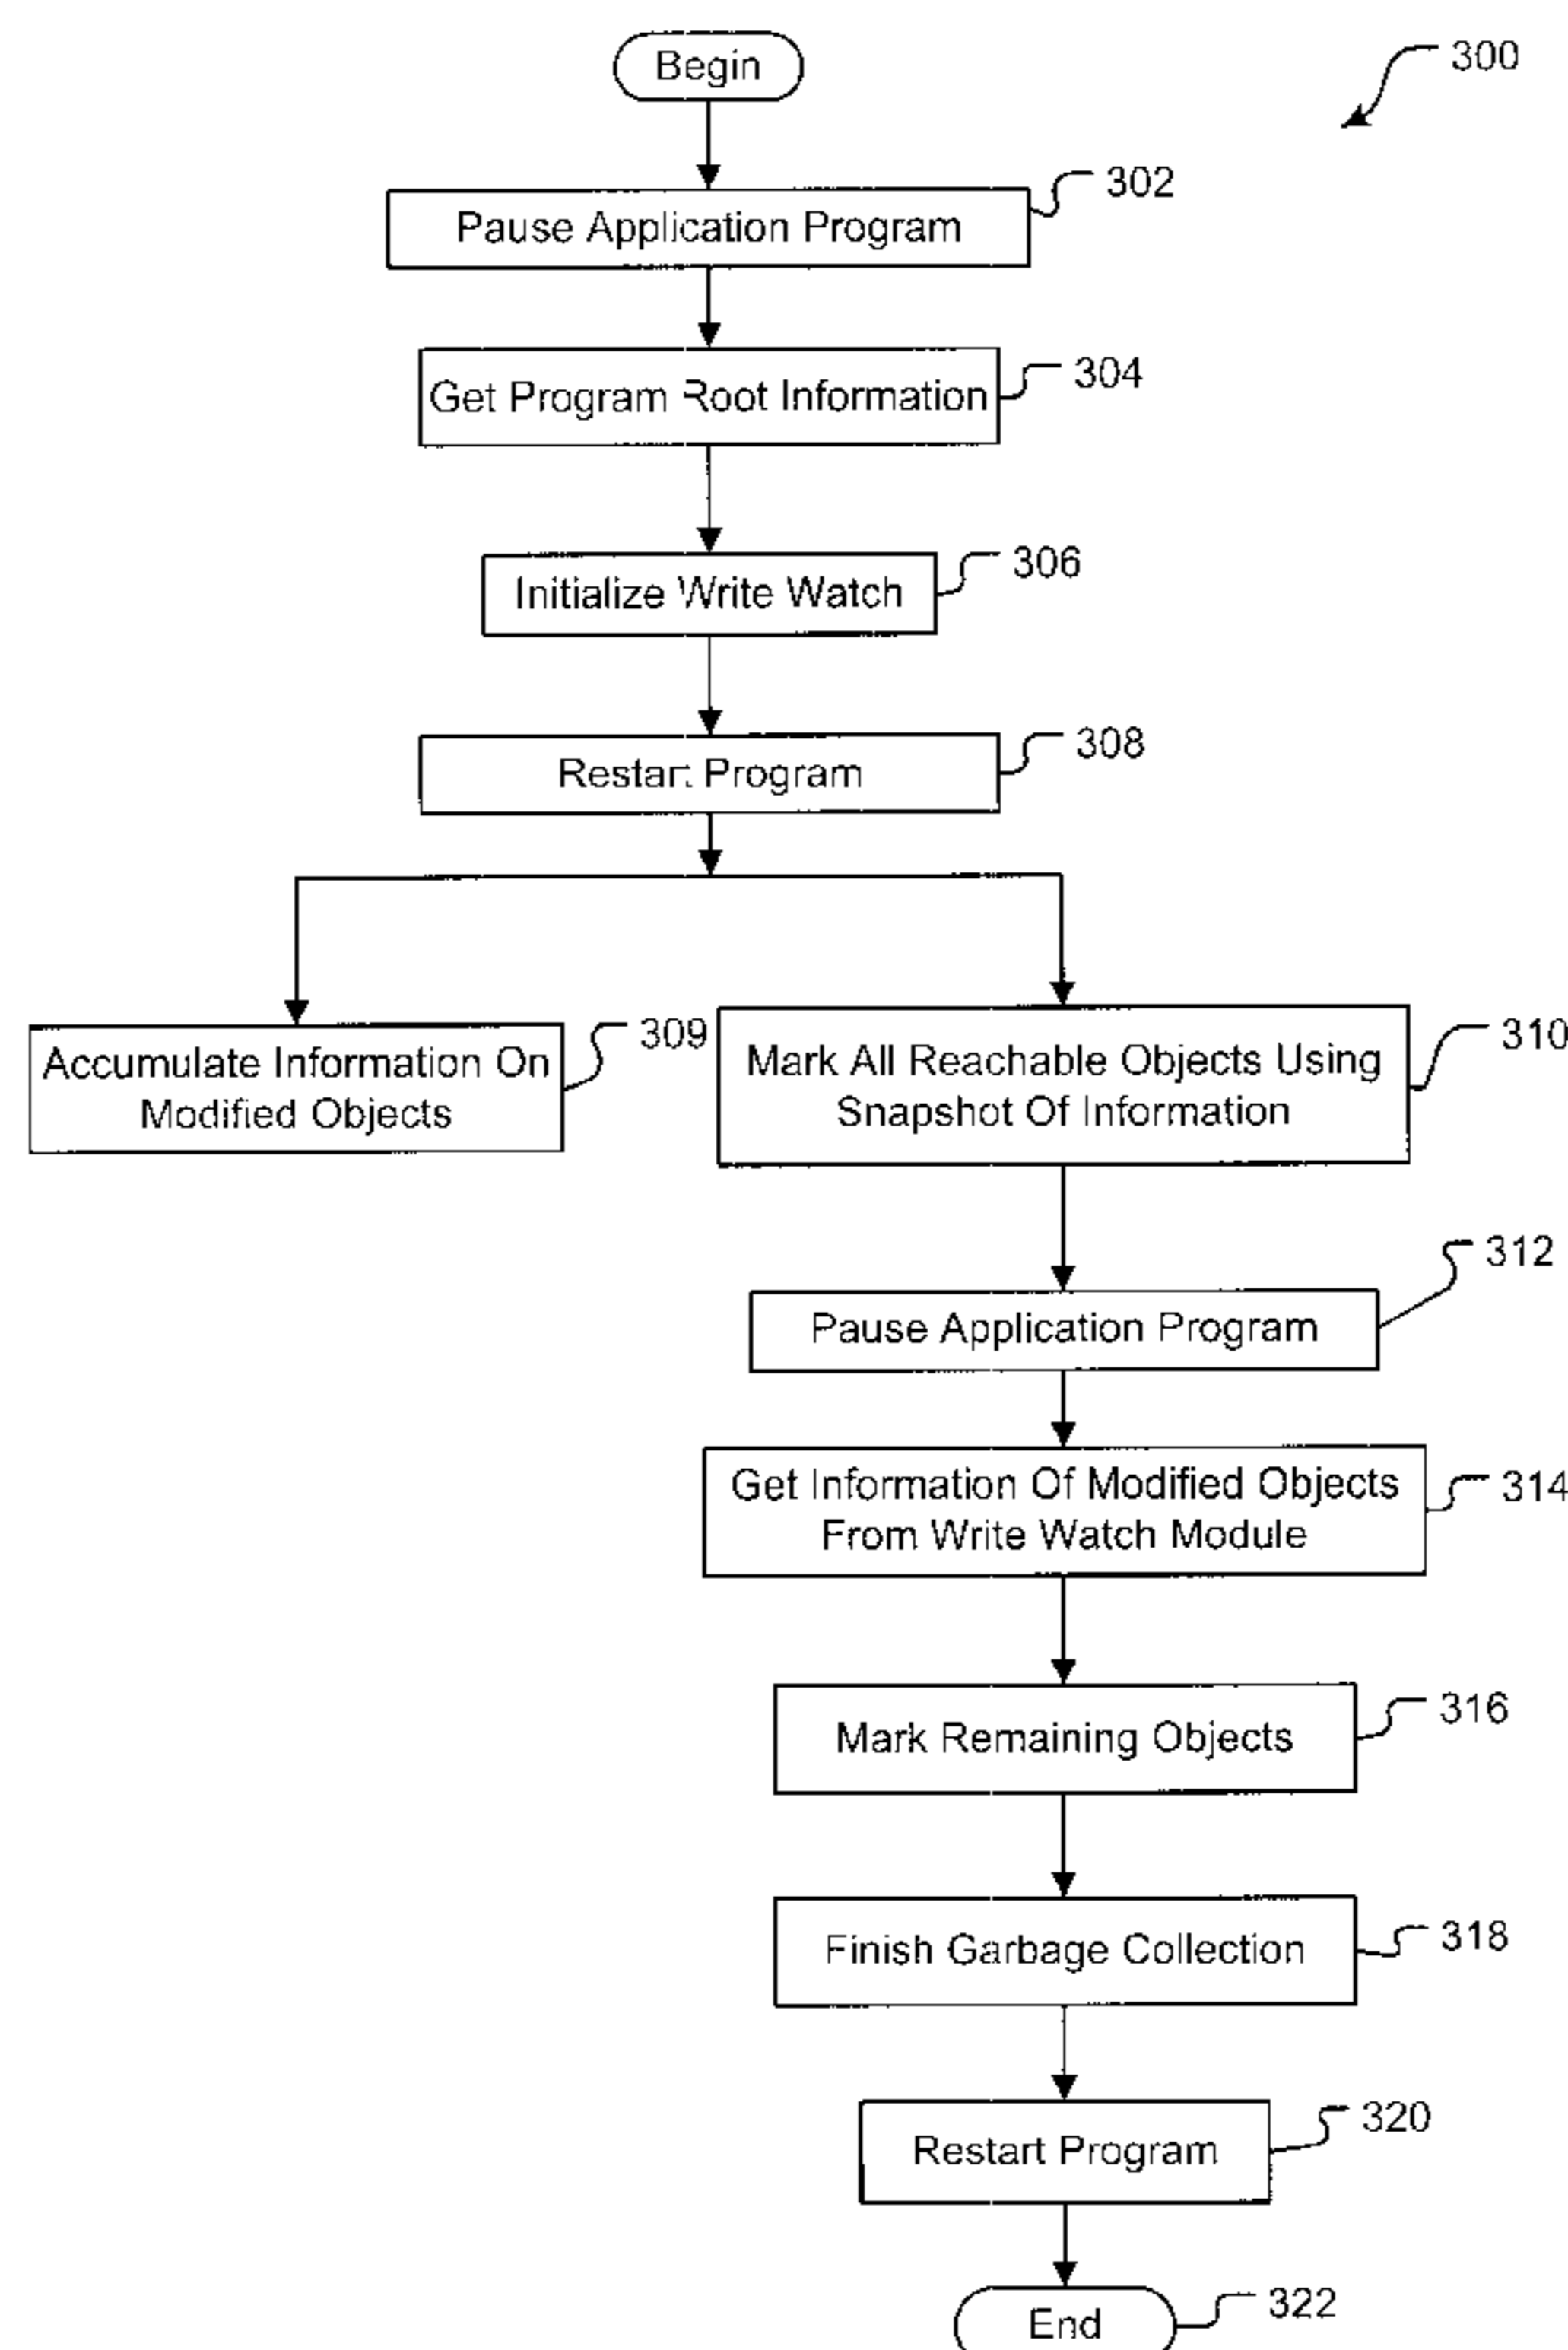 Begin
300
302
Pause Application Program
304
Get Program Root Information
306
Initialize Write Watch
308
Restart Program
309
Accumulate Information On
Modified Objects
310
Mark All Reachable Objects Using
Snapshot Of Information
312
Pause Application Program
314
Get Information Of Modified Objects
From Write Watch Module
316
Mark Remaining Objects
318
Finish Garbage Collection
320
Restart Program
322
End